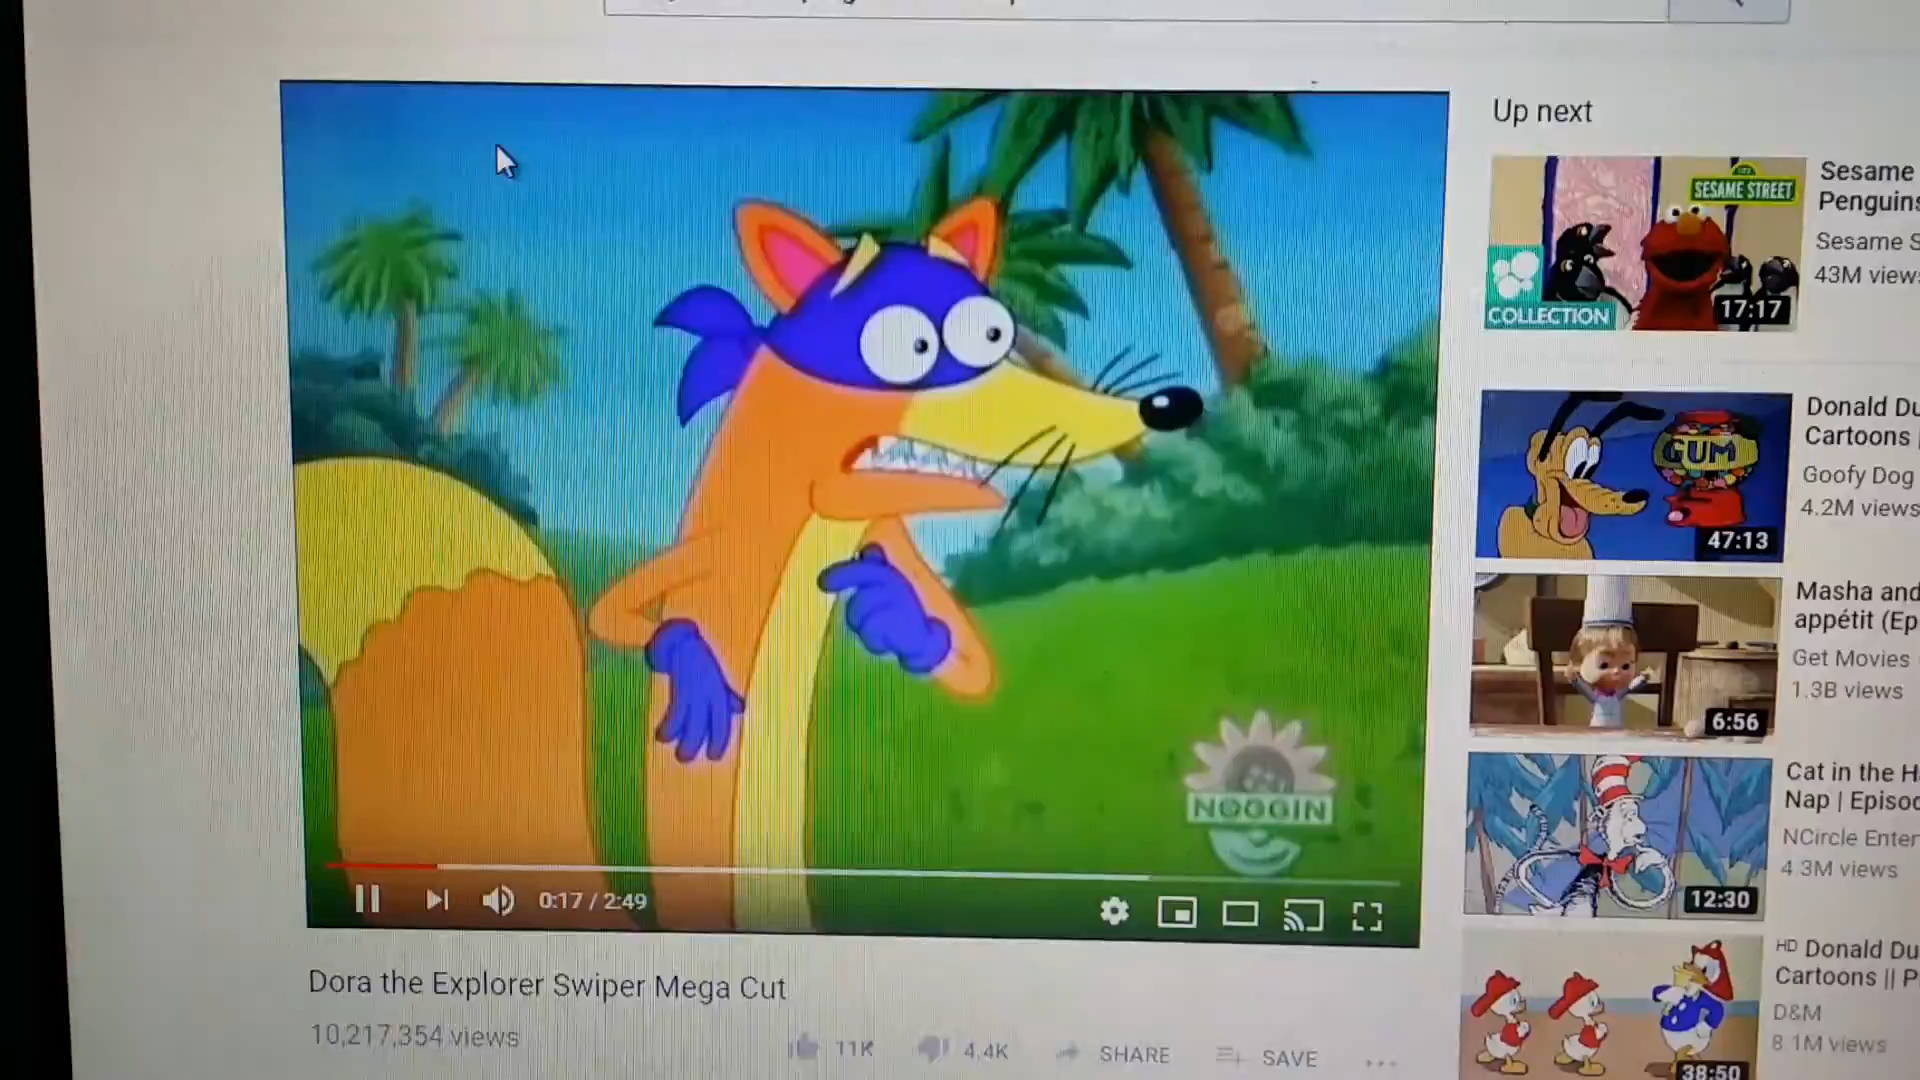 Up next
SESAME STREET
COLLECTION
17:17
Sesame
Penguins
Sesame S
43M views
GUM
47:13
Donald Du
Cartoons
Goofy Dog
4.2M views
6:56
Masha and
appétit (Ep
Get Movies
1.3B views
12:30
Cat in the H
Nap | Episod
NCircle Enter
4.3M views
38:50
HD Donald Du
Cartoons || P
D&M
8.1M views
NOGGIN
0:17 / 2:49
Dora the Explorer Swiper Mega Cut
10,217,354 views
11K
4.4K
SHARE
SAVE